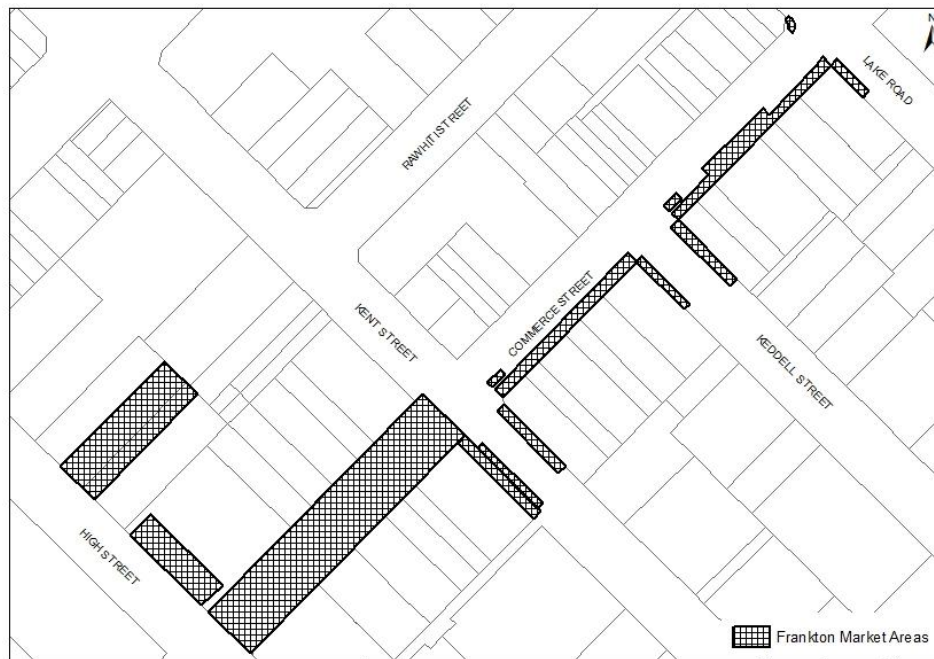 N
LAKE ROAD
RAWHITI STREET
COMMERCE STREET
KENT STREET
KEDDELL STREET
HIGH STREET
Frankton Market Areas